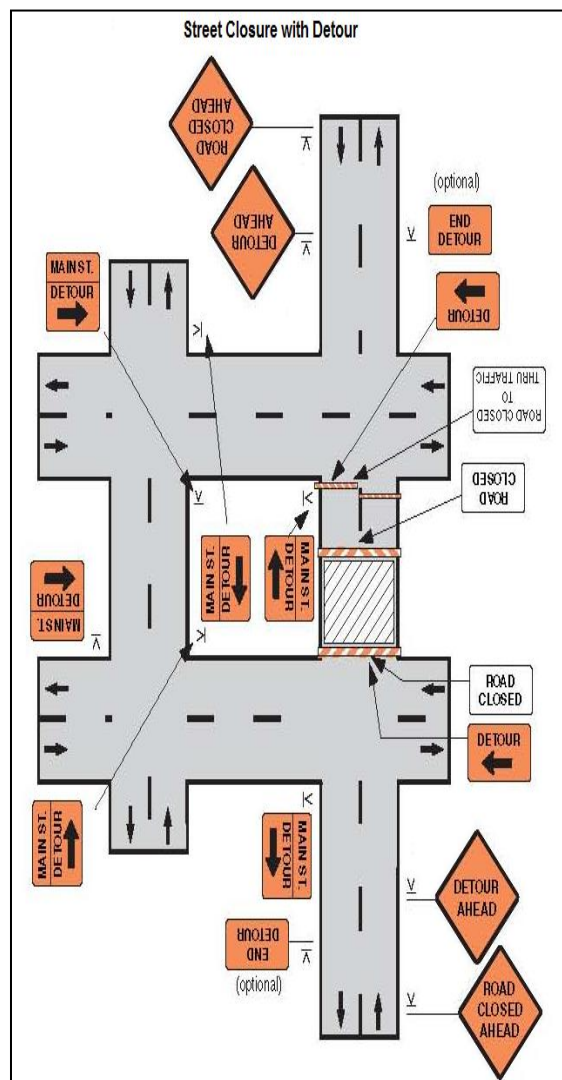 Street Closure with Detour
ROAD
CLOSED
AHEAD
DETOUR
AHEAD
(optional)
END
DETOUR
MAIN ST.
DETOUR
DETOUR
ROAD CLOSED
TO
THRU TRAFFIC
ROAD
CLOSED
MAIN ST.
DETOUR
MAIN ST.
DETOUR
MAIN ST.
DETOUR
ROAD
CLOSED
DETOUR
MAIN ST.
DETOUR
MAIN ST.
DETOUR
DETOUR
AHEAD
END
DETOUR
(optional)
ROAD
CLOSED
AHEAD